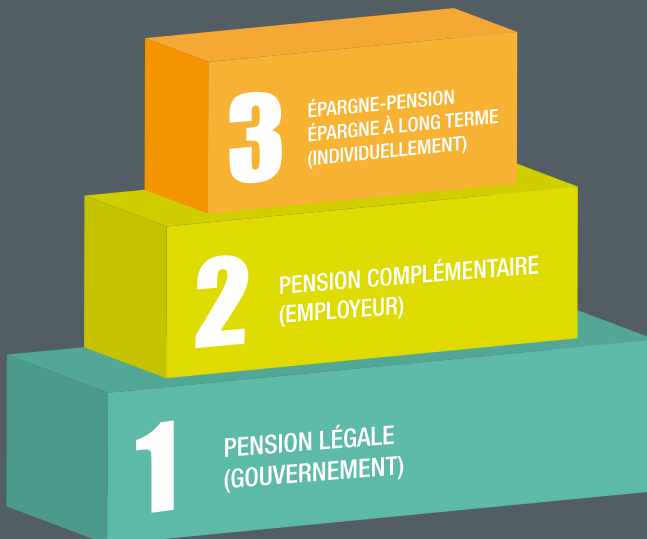 3
ÉPARGNE-PENSION
ÉPARGNE À LONG TERME
(INDIVIDUELLEMENT)
2
PENSION COMPLÉMENTAIRE
(EMPLOYEUR)
1
PENSION LÉGALE
(GOUVERNEMENT)